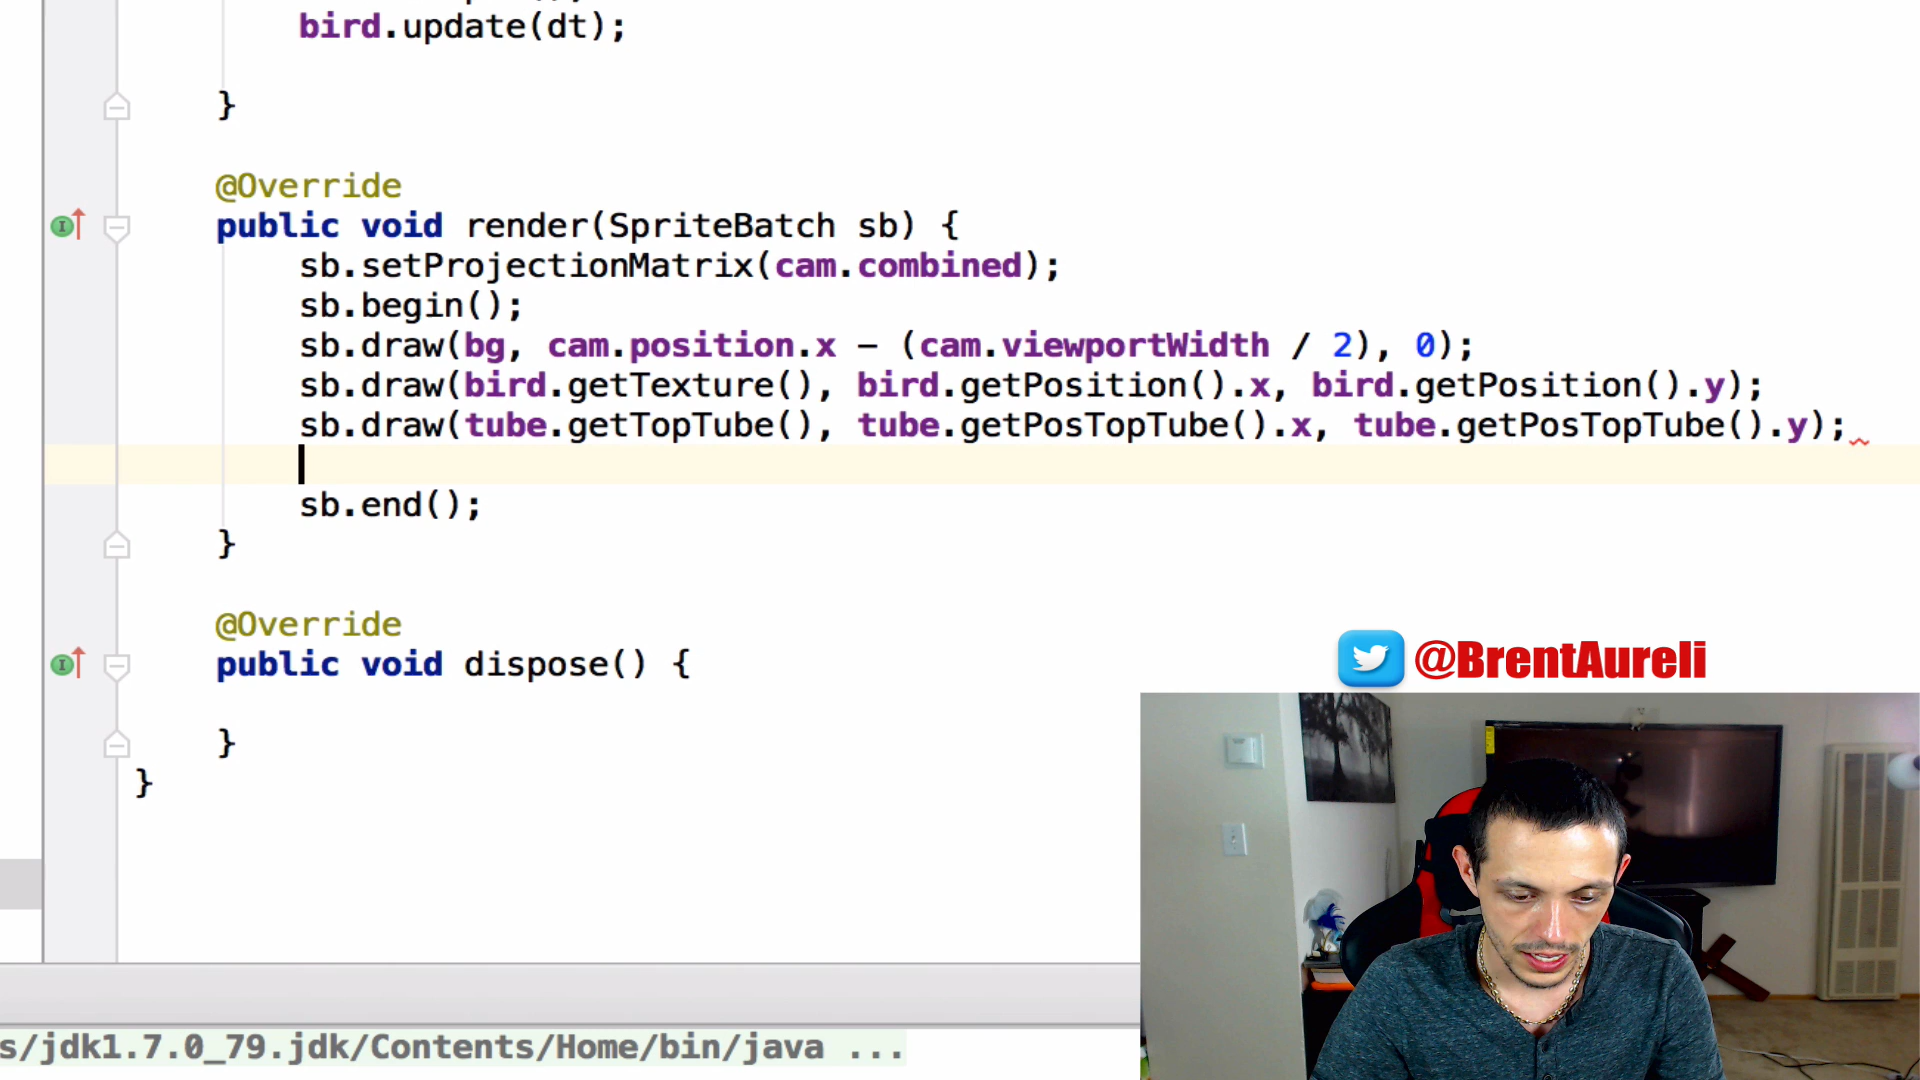 bird.update(dt);
}
@Override
public void render(SpriteBatch sb) {
sb.setProjectionMatrix(cam.combined);
sb.begin();
sb.draw(bg, cam.position.x - (cam.viewportWidth / 2), 0);
sb.draw(bird.getTexture(), bird.getPosition().x, bird.getPosition().y);
sb.draw(tube.getTopTube(), tube.getPosTopTube().x, tube.getPosTopTube().y);
sb.end();
}
@Override
public void dispose() {
@BrentAureli
}
}
s/jdk1.7.0_79.jdk/Contents/Home/bin/java ...